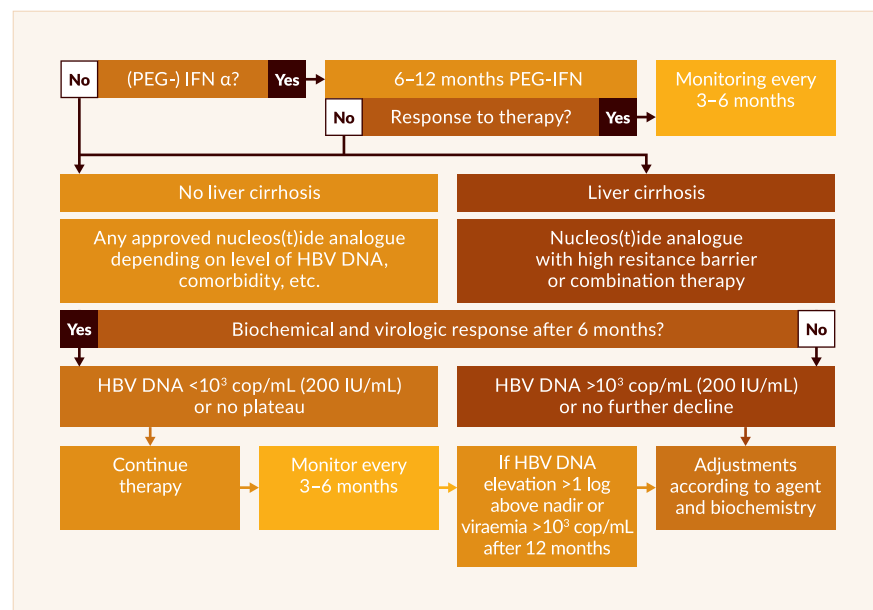 No
(PEG-) IFN α?
Yes
6–12 months PEG-IFN
Monitoring every
3–6 months
No
Response to therapy?
Yes
No liver cirrhosis
Liver cirrhosis
Any approved nucleos(t)ide analogue
depending on level of HBV DNA,
comorbidity, etc.
Nucleos(t)ide analogue
with high resitance barrier
or combination therapy
Yes
Biochemical and virologic response after 6 months?
No
HBV DNA <10³ cop/mL (200 IU/mL)
or no plateau
HBV DNA >10³ cop/mL (200 IU/mL)
or no further decline
Continue
therapy
Monitor every
3–6 months
If HBV DNA
elevation >1 log
above nadir or
viraemia >10³ cop/mL
after 12 months
Adjustments
according to agent
and biochemistry